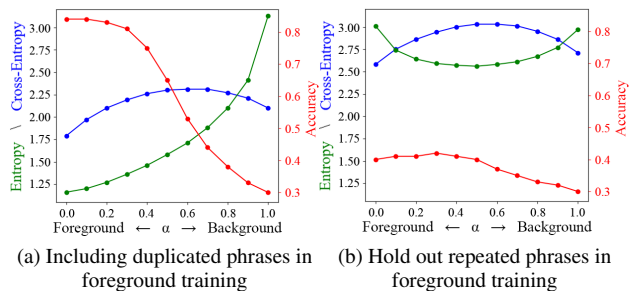 Entropy \ Cross-Entropy
3.00
2.75
2.50
2.25
2.00
1.75
1.50
1.25
0.8
0.7
0.6
0.5
0.4
0.3
Accuracy
0.0 0.2 0.4 0.6 0.8 1.0
Foreground ← α → Background
(a) Including duplicated phrases in
foreground training
Entropy \ Cross-Entropy
3.00
2.75
2.50
2.25
2.00
1.75
1.50
1.25
0.8
0.7
0.6
0.5
0.4
0.3
Accuracy
0.0 0.2 0.4 0.6 0.8 1.0
Foreground ← α → Background
(b) Hold out repeated phrases in
foreground training